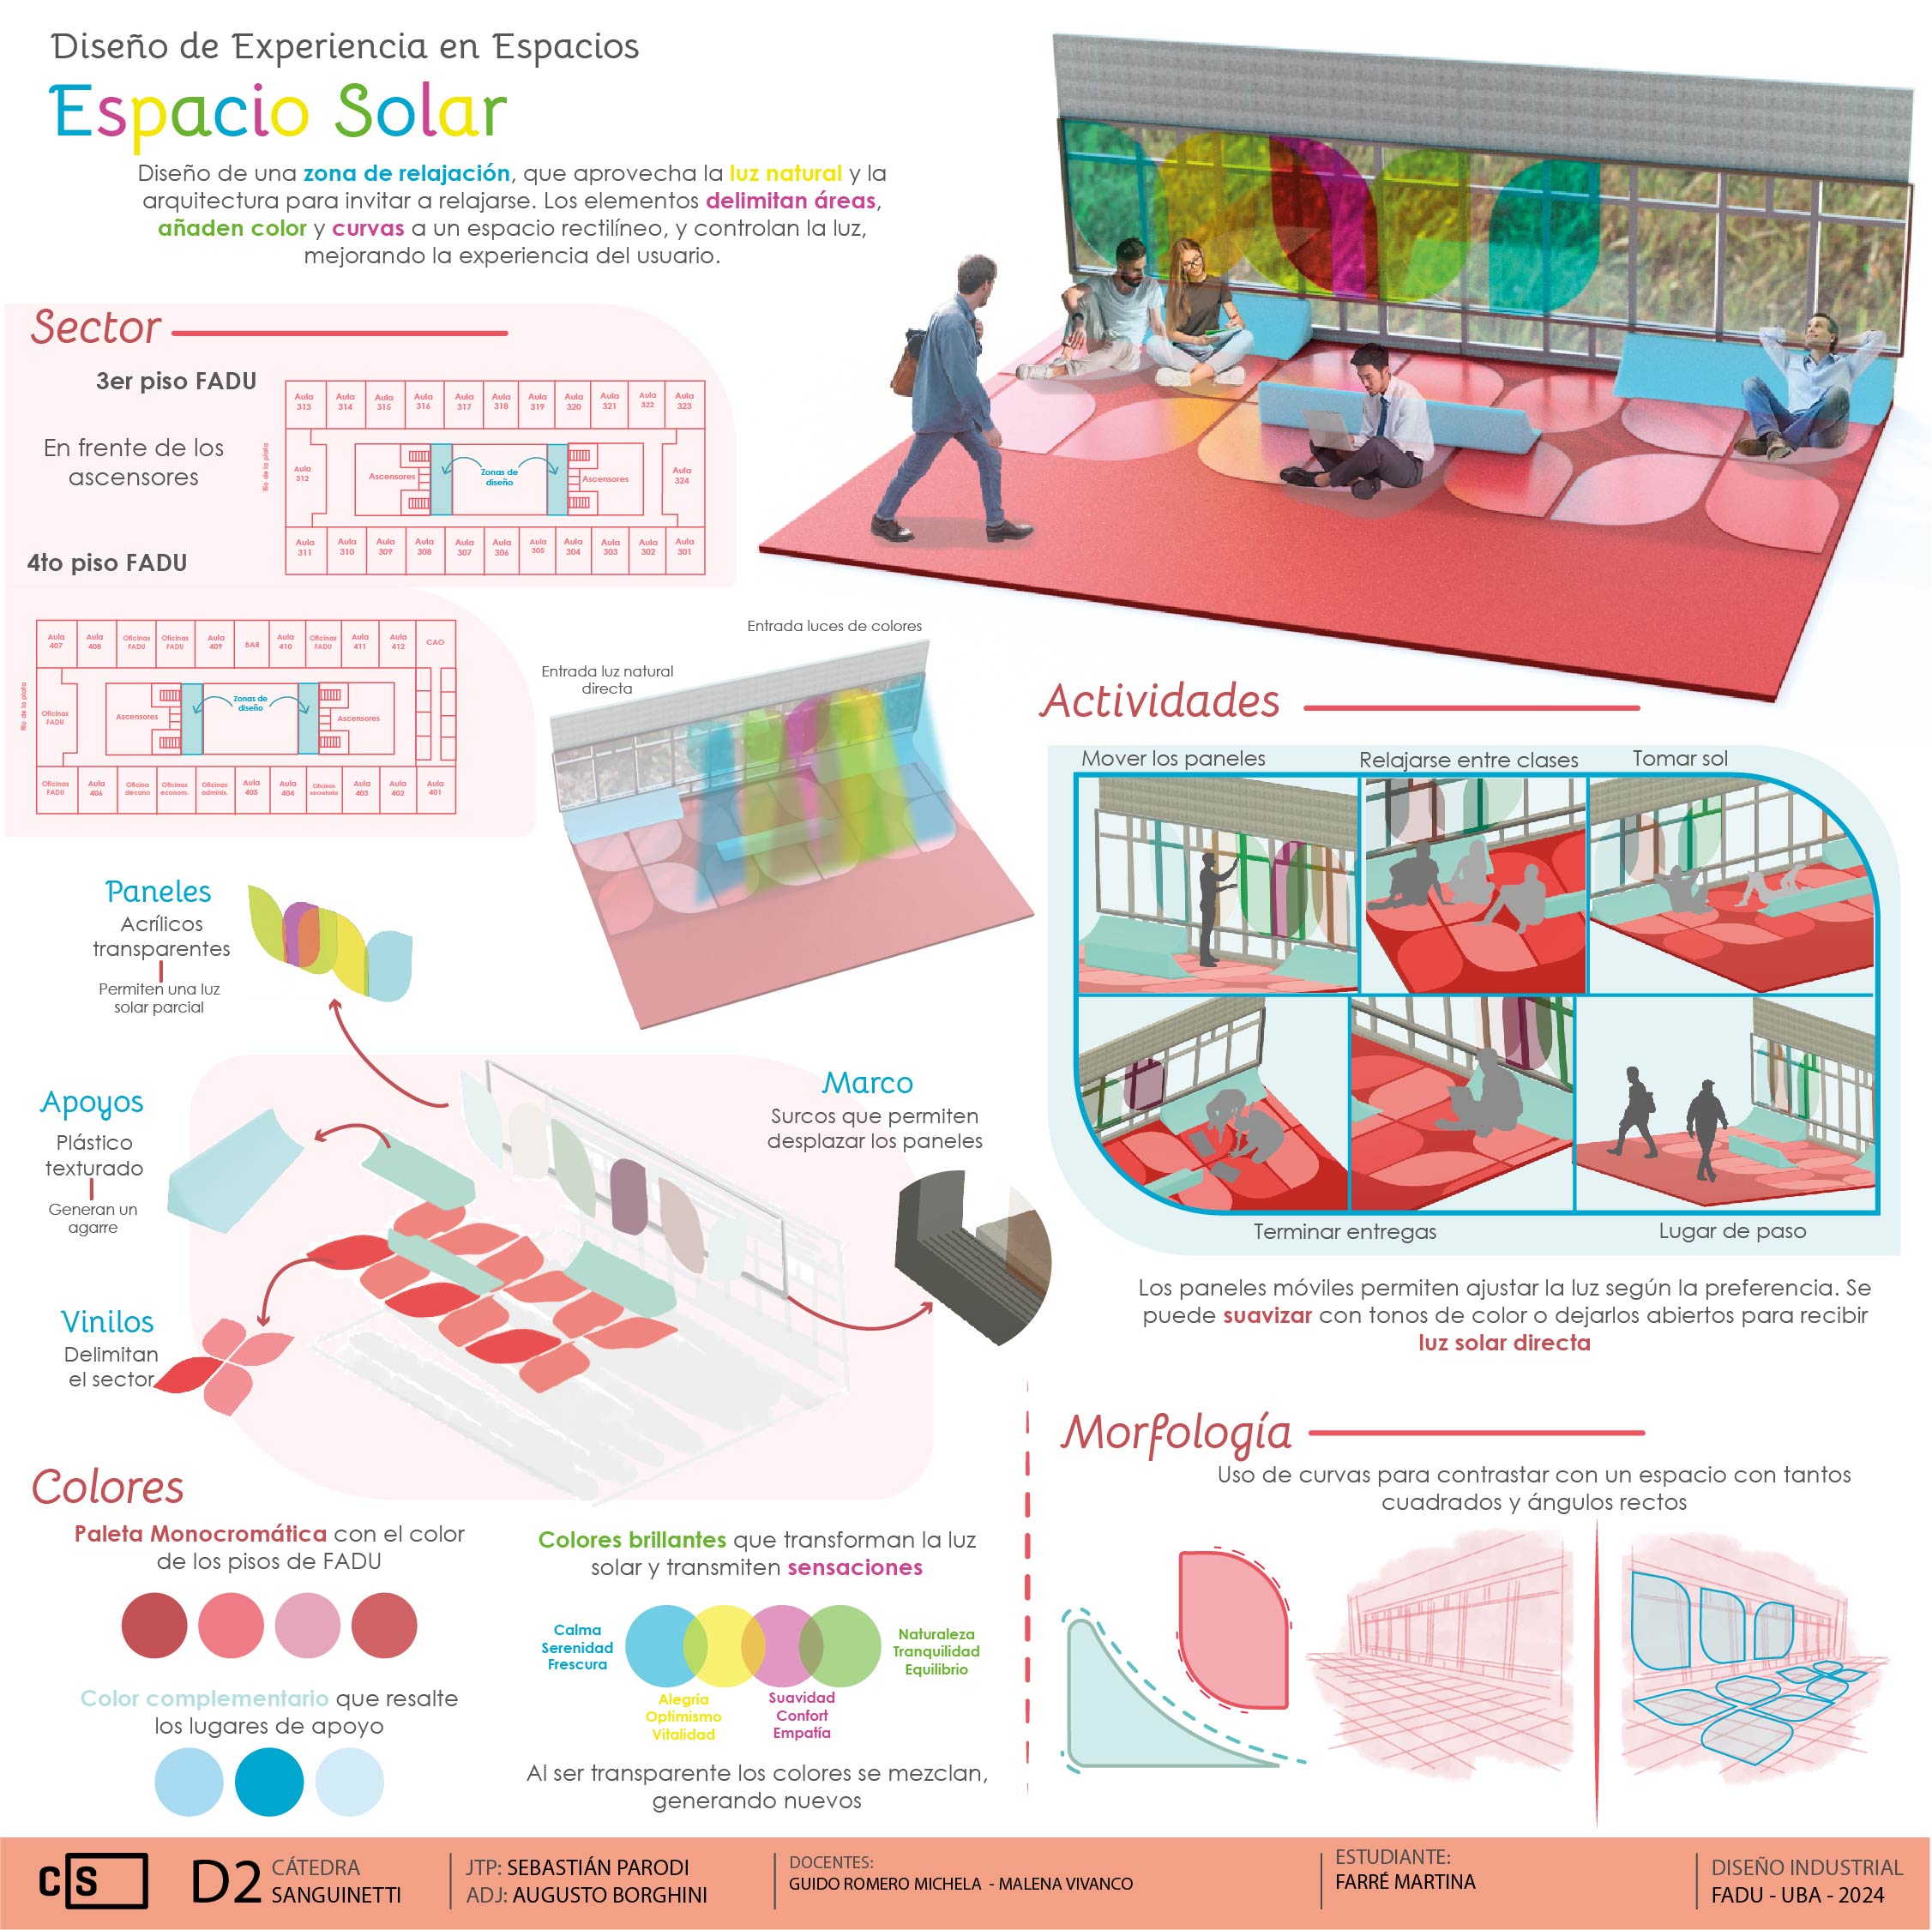 Diseño de Experiencia en Espacios
Espacio Solar
Diseño de una zona de relajación, que aprovecha la luz natural y la
arquitectura para invitar a relajarse. Los elementos delimitan áreas,
añaden color y curvas a un espacio rectilíneo, y controlan la luz,
mejorando la experiencia del usuario.
Sector
3er piso FADU
En frente de los
ascensores
Aula 313
Aula 314
Aula 315
Aula 316
Aula 317
Aula 318
Aula 319
Aula 320
Aula 321
Aula 322
Aula 323
Rio de la plata
Aula 312
Ascensores
Zonas de
diseño
Ascensores
Aula 324
Aula 311
Aula 310
Aula 309
Aula 308
Aula 307
Aula 306
Aula 305
Aula 304
Aula 303
Aula 302
Aula 301
4to piso FADU
Aula 407
Aula 408
Oficinas FADU
Oficinas FADU
Aula 409
BAR
Aula 410
Oficinas FADU
Aula 411
Aula 412
CAO
Rio de la plata
Oficinas FADU
Ascensores
Zonas de
diseño
Ascensores
Oficinas FADU
Aula 406
Oficina decano
Oficinas econom.
Oficinas adminis.
Aula 405
Aula 404
Oficinas secretaria
Aula 403
Aula 402
Aula 401
Entrada luces de colores
Entrada luz natural
directa
Paneles
Acrílicos
transparentes
Permiten una luz
solar parcial
Apoyos
Plástico
texturado
Generan un
agarre
Vinilos
Delimitan
el sector
Marco
Surcos que permiten
desplazar los paneles
Actividades
Mover los paneles
Relajarse entre clases
Tomar sol
Terminar entregas
Lugar de paso
Los paneles móviles permiten ajustar la luz según la preferencia. Se
puede suavizar con tonos de color o dejarlos abiertos para recibir
luz solar directa
Colores
Paleta Monocromática con el color
de los pisos de FADU
Color complementario que resalte
los lugares de apoyo
Colores brillantes que transforman la luz
solar y transmiten sensaciones
Calma
Serenidad
Frescura
Alegría
Optimismo
Vitalidad
Suavidad
Confort
Empatía
Naturaleza
Tranquilidad
Equilibrio
Al ser transparente los colores se mezclan,
generando nuevos
Morfología
Uso de curvas para contrastar con un espacio con tantos
cuadrados y ángulos rectos
CS
D2
CÁTEDRA
SANGUINETTI
JTP: SEBASTIÁN PARODI
ADJ: AUGUSTO BORGHINI
DOCENTES:
GUIDO ROMERO MICHELA - MALENA VIVANCO
ESTUDIANTE:
FARRÉ MARTINA
DISEÑO INDUSTRIAL
FADU - UBA - 2024